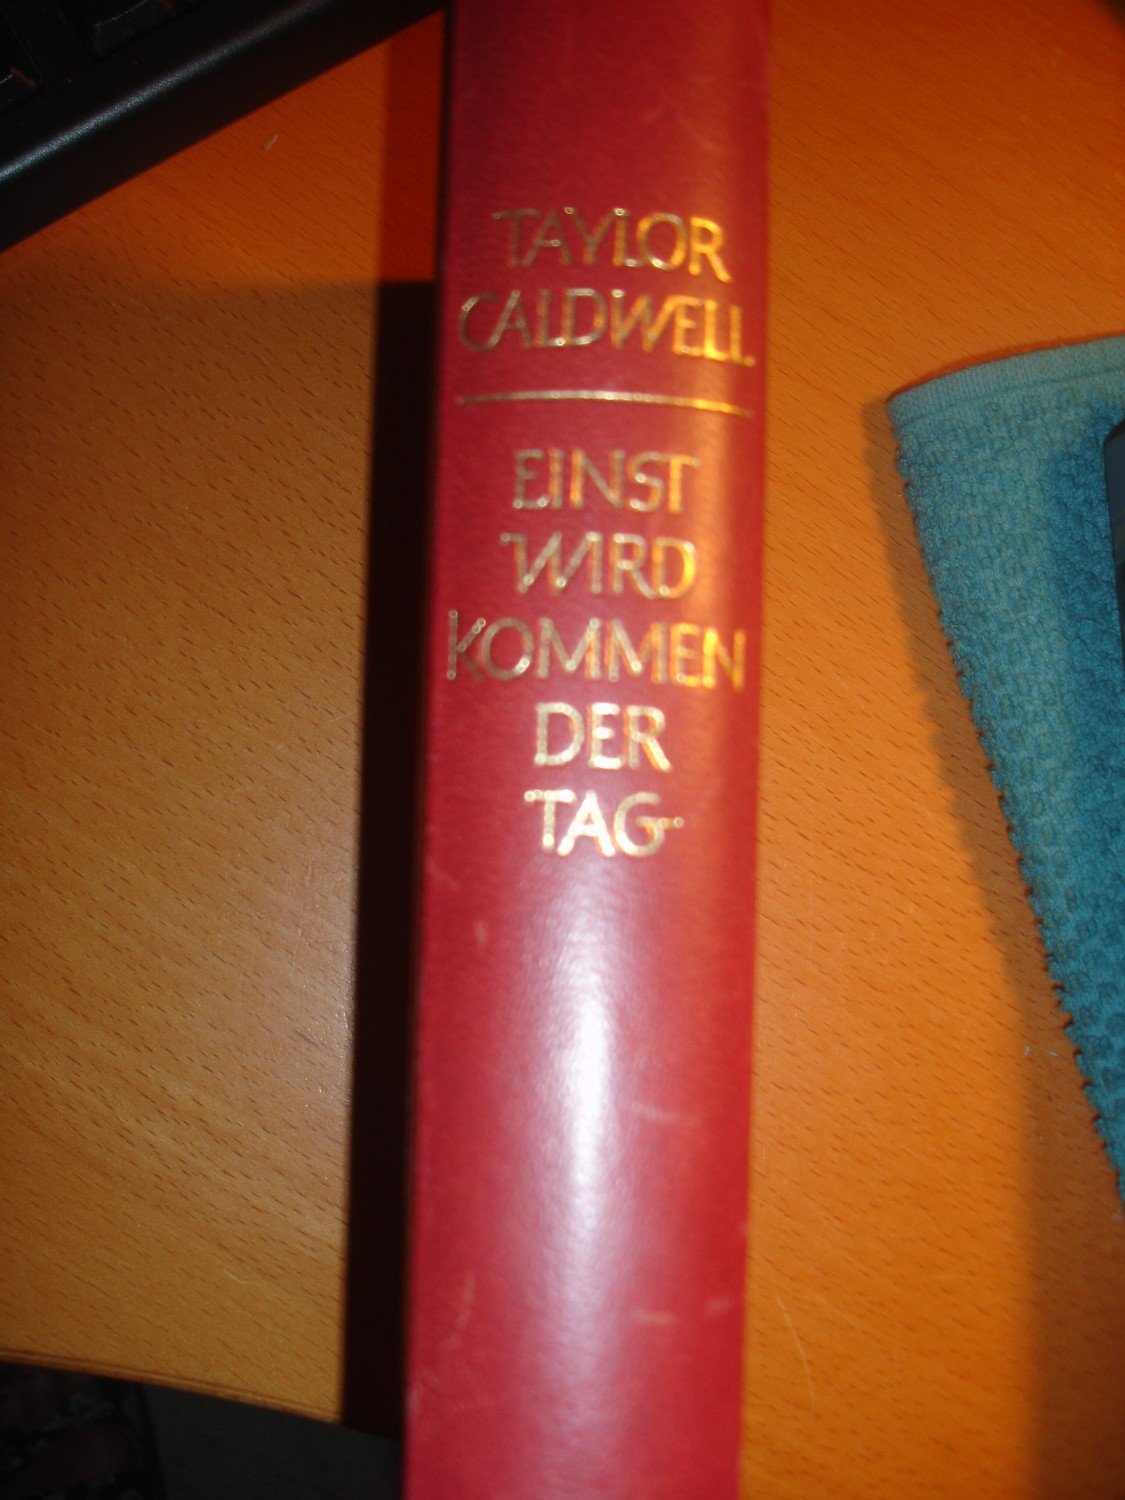 TAYLOR
CALDWELL
EINST
WIRD
KOMMEN
DER
TAG